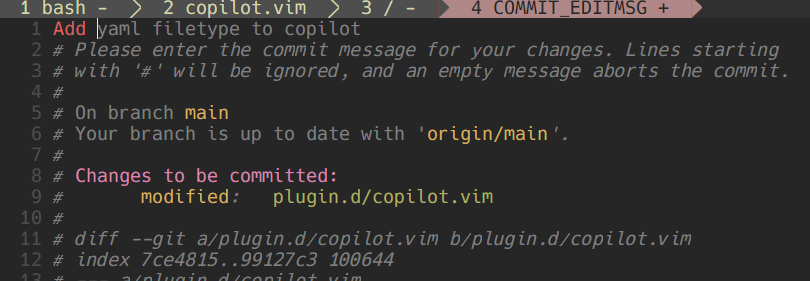 1 bash - 2 copilot.vim 3 / - 4 COMMIT_EDITMSG +
1 Add yaml filetype to copilot
2 # Please enter the commit message for your changes. Lines starting
3 # with '#' will be ignored, and an empty message aborts the commit.
4 #
5 # On branch main
6 # Your branch is up to date with 'origin/main'.
7 #
8 # Changes to be committed:
9 #       modified:   plugin.d/copilot.vim
10 #
11 # diff --git a/plugin.d/copilot.vim b/plugin.d/copilot.vim
12 # index 7ce4815..99127c3 100644
13 # --- a/plugin.d/copilot.vim